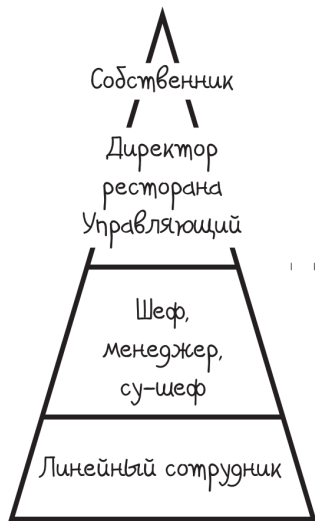 Собственник
Директор
ресторана
Управляющий
Шеф,
менеджер,
су-шеф
Линейный сотрудник